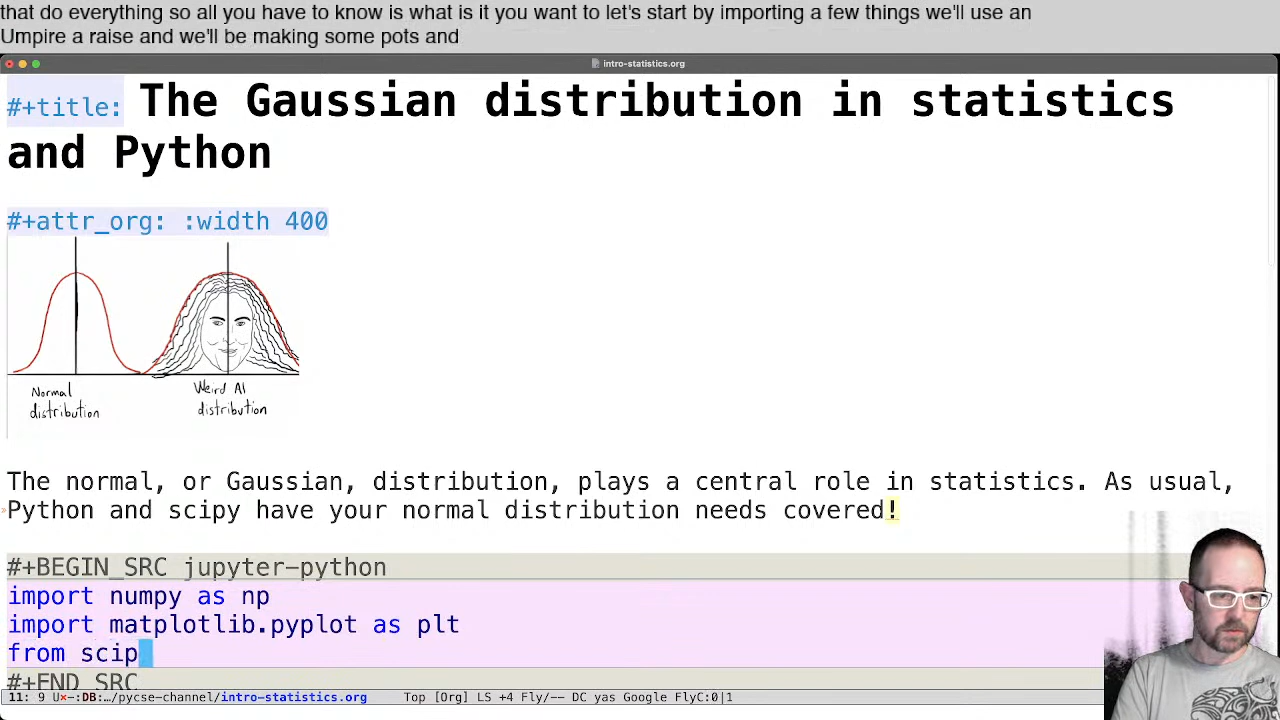 that do everything so all you have to know is what is it you want to let's start by importing a few things we'll use an
Umpire a raise and we'll be making some pots and
intro-statistics.org
#+title: The Gaussian distribution in statistics
and Python
#+attr_org: :width 400
Normal
distribution
Weird Al
distribution
The normal, or Gaussian, distribution, plays a central role in statistics. As usual,
Python and scipy have your normal distribution needs covered!
#+BEGIN_SRC jupyter-python
import numpy as np
import matplotlib.pyplot as plt
from scip
#+END_SRC
11: 9 U×-:DB:…/pycse-channel/intro-statistics.org Top [Org] LS +4 Fly/-- DC yas Google FlyC:0|1